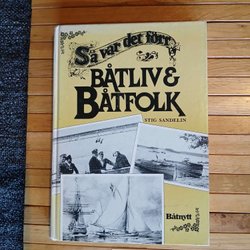 Så var det förr
BÅTLIV &
BÅTFOLK
STIG SANDELIN
Båtnytt